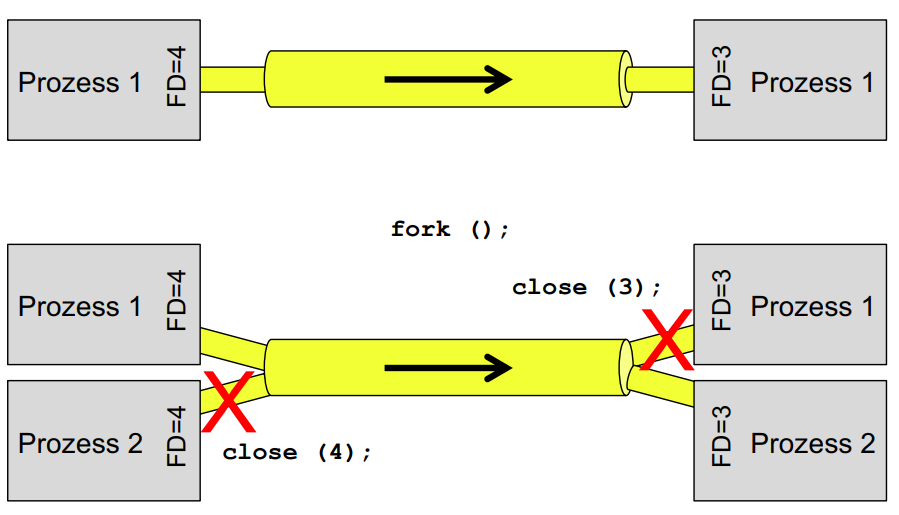 Prozess 1
FD=4
FD=3
Prozess 1
fork ();
close (3);
Prozess 1
FD=4
FD=3
Prozess 1
Prozess 2
FD=4
close (4);
FD=3
Prozess 2